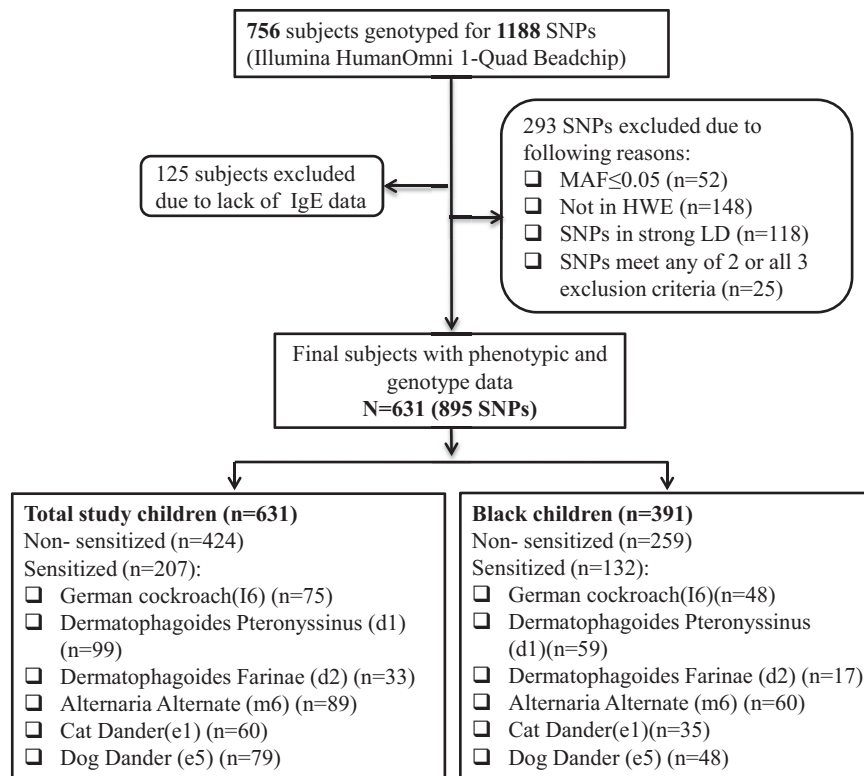 756 subjects genotyped for 1188 SNPs
(Illumina HumanOmni 1-Quad Beadchip)
125 subjects excluded
due to lack of IgE data
293 SNPs excluded due to
following reasons:
❑ MAF≤0.05 (n=52)
❑ Not in HWE (n=148)
❑ SNPs in strong LD (n=118)
❑ SNPs meet any of 2 or all 3
exclusion criteria (n=25)
Final subjects with phenotypic and
genotype data
N=631 (895 SNPs)
Total study children (n=631)
Non- sensitized (n=424)
Sensitized (n=207):
❑ German cockroach(I6) (n=75)
❑ Dermatophagoides Pteronyssinus (d1)
(n=99)
❑ Dermatophagoides Farinae (d2) (n=33)
❑ Alternaria Alternate (m6) (n=89)
❑ Cat Dander(e1) (n=60)
❑ Dog Dander (e5) (n=79)
Black children (n=391)
Non- sensitized (n=259)
Sensitized (n=132):
❑ German cockroach(I6)(n=48)
❑ Dermatophagoides Pteronyssinus
(d1)(n=59)
❑ Dermatophagoides Farinae (d2) (n=17)
❑ Alternaria Alternate (m6) (n=60)
❑ Cat Dander(e1)(n=35)
❑ Dog Dander (e5) (n=48)